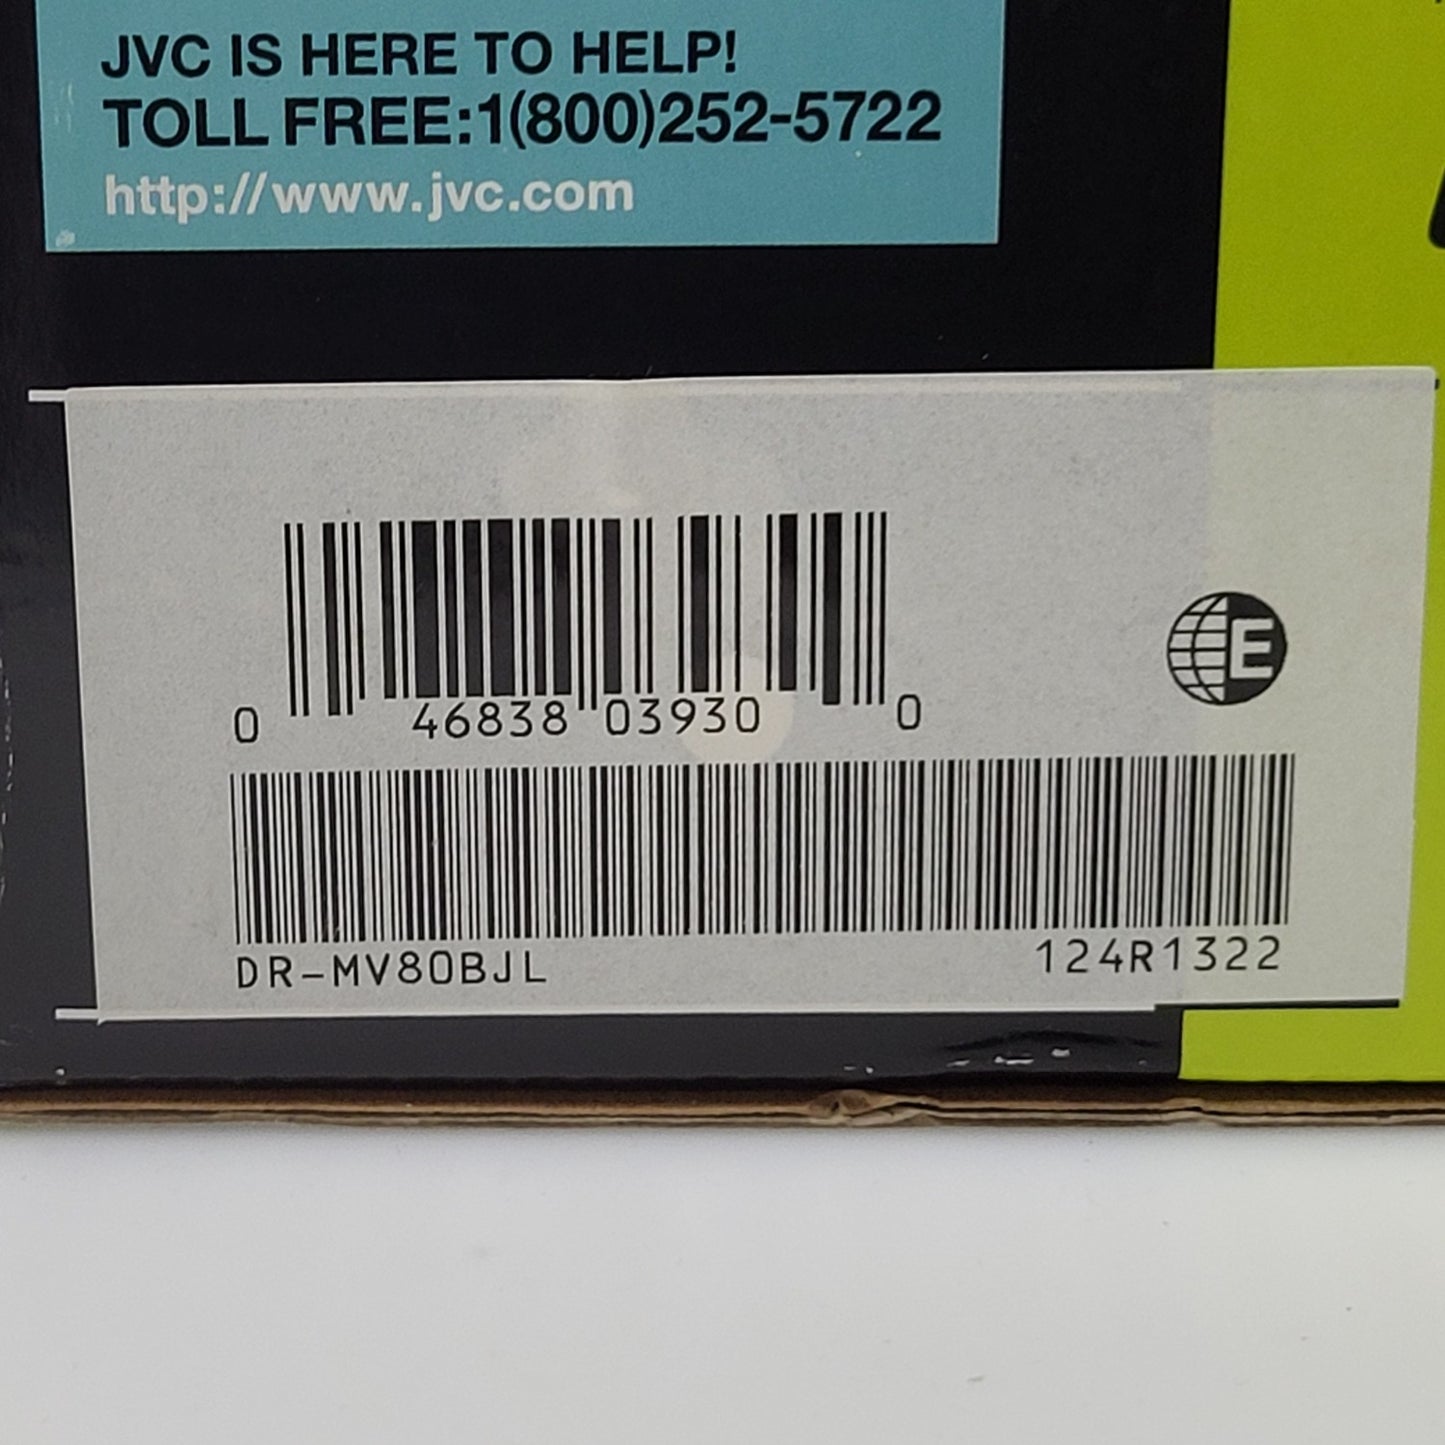 JVC IS HERE TO HELP!
TOLL FREE:1(800)252-5722
http://www.jvc.com
0 46838 03930 0
E
DR-MV80BJL 124R1322